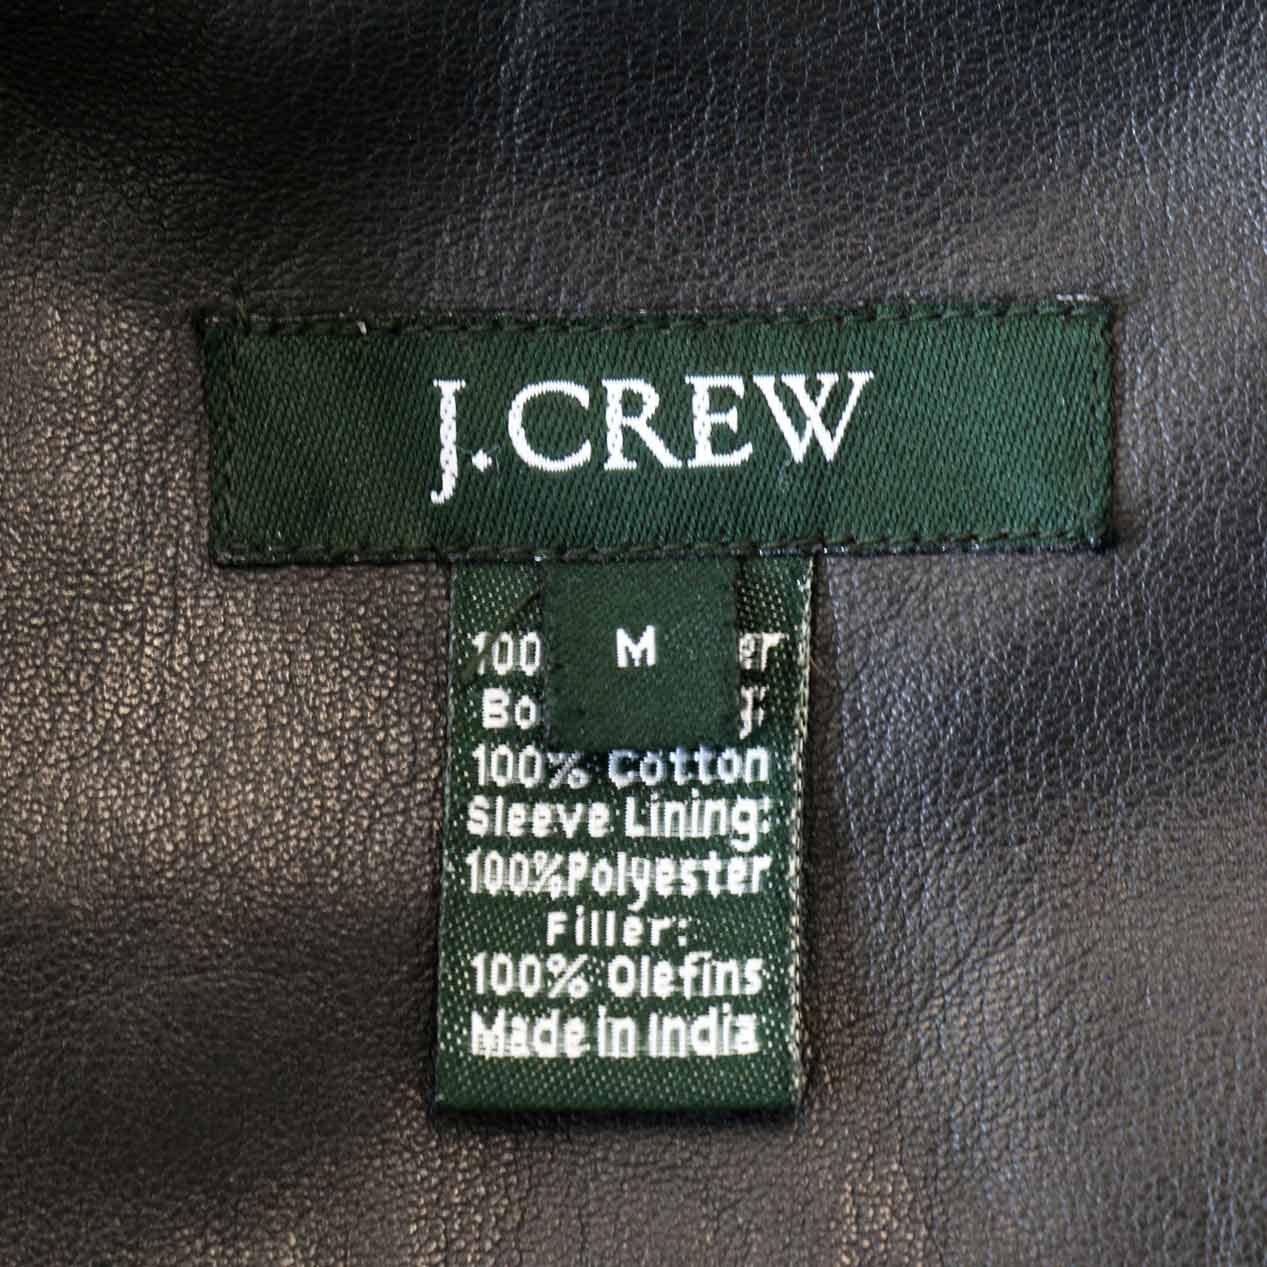 J.CREW
M
100% Cotton
Sleeve Lining:
100%Polyester
Filler:
100% Olefins
Made in India